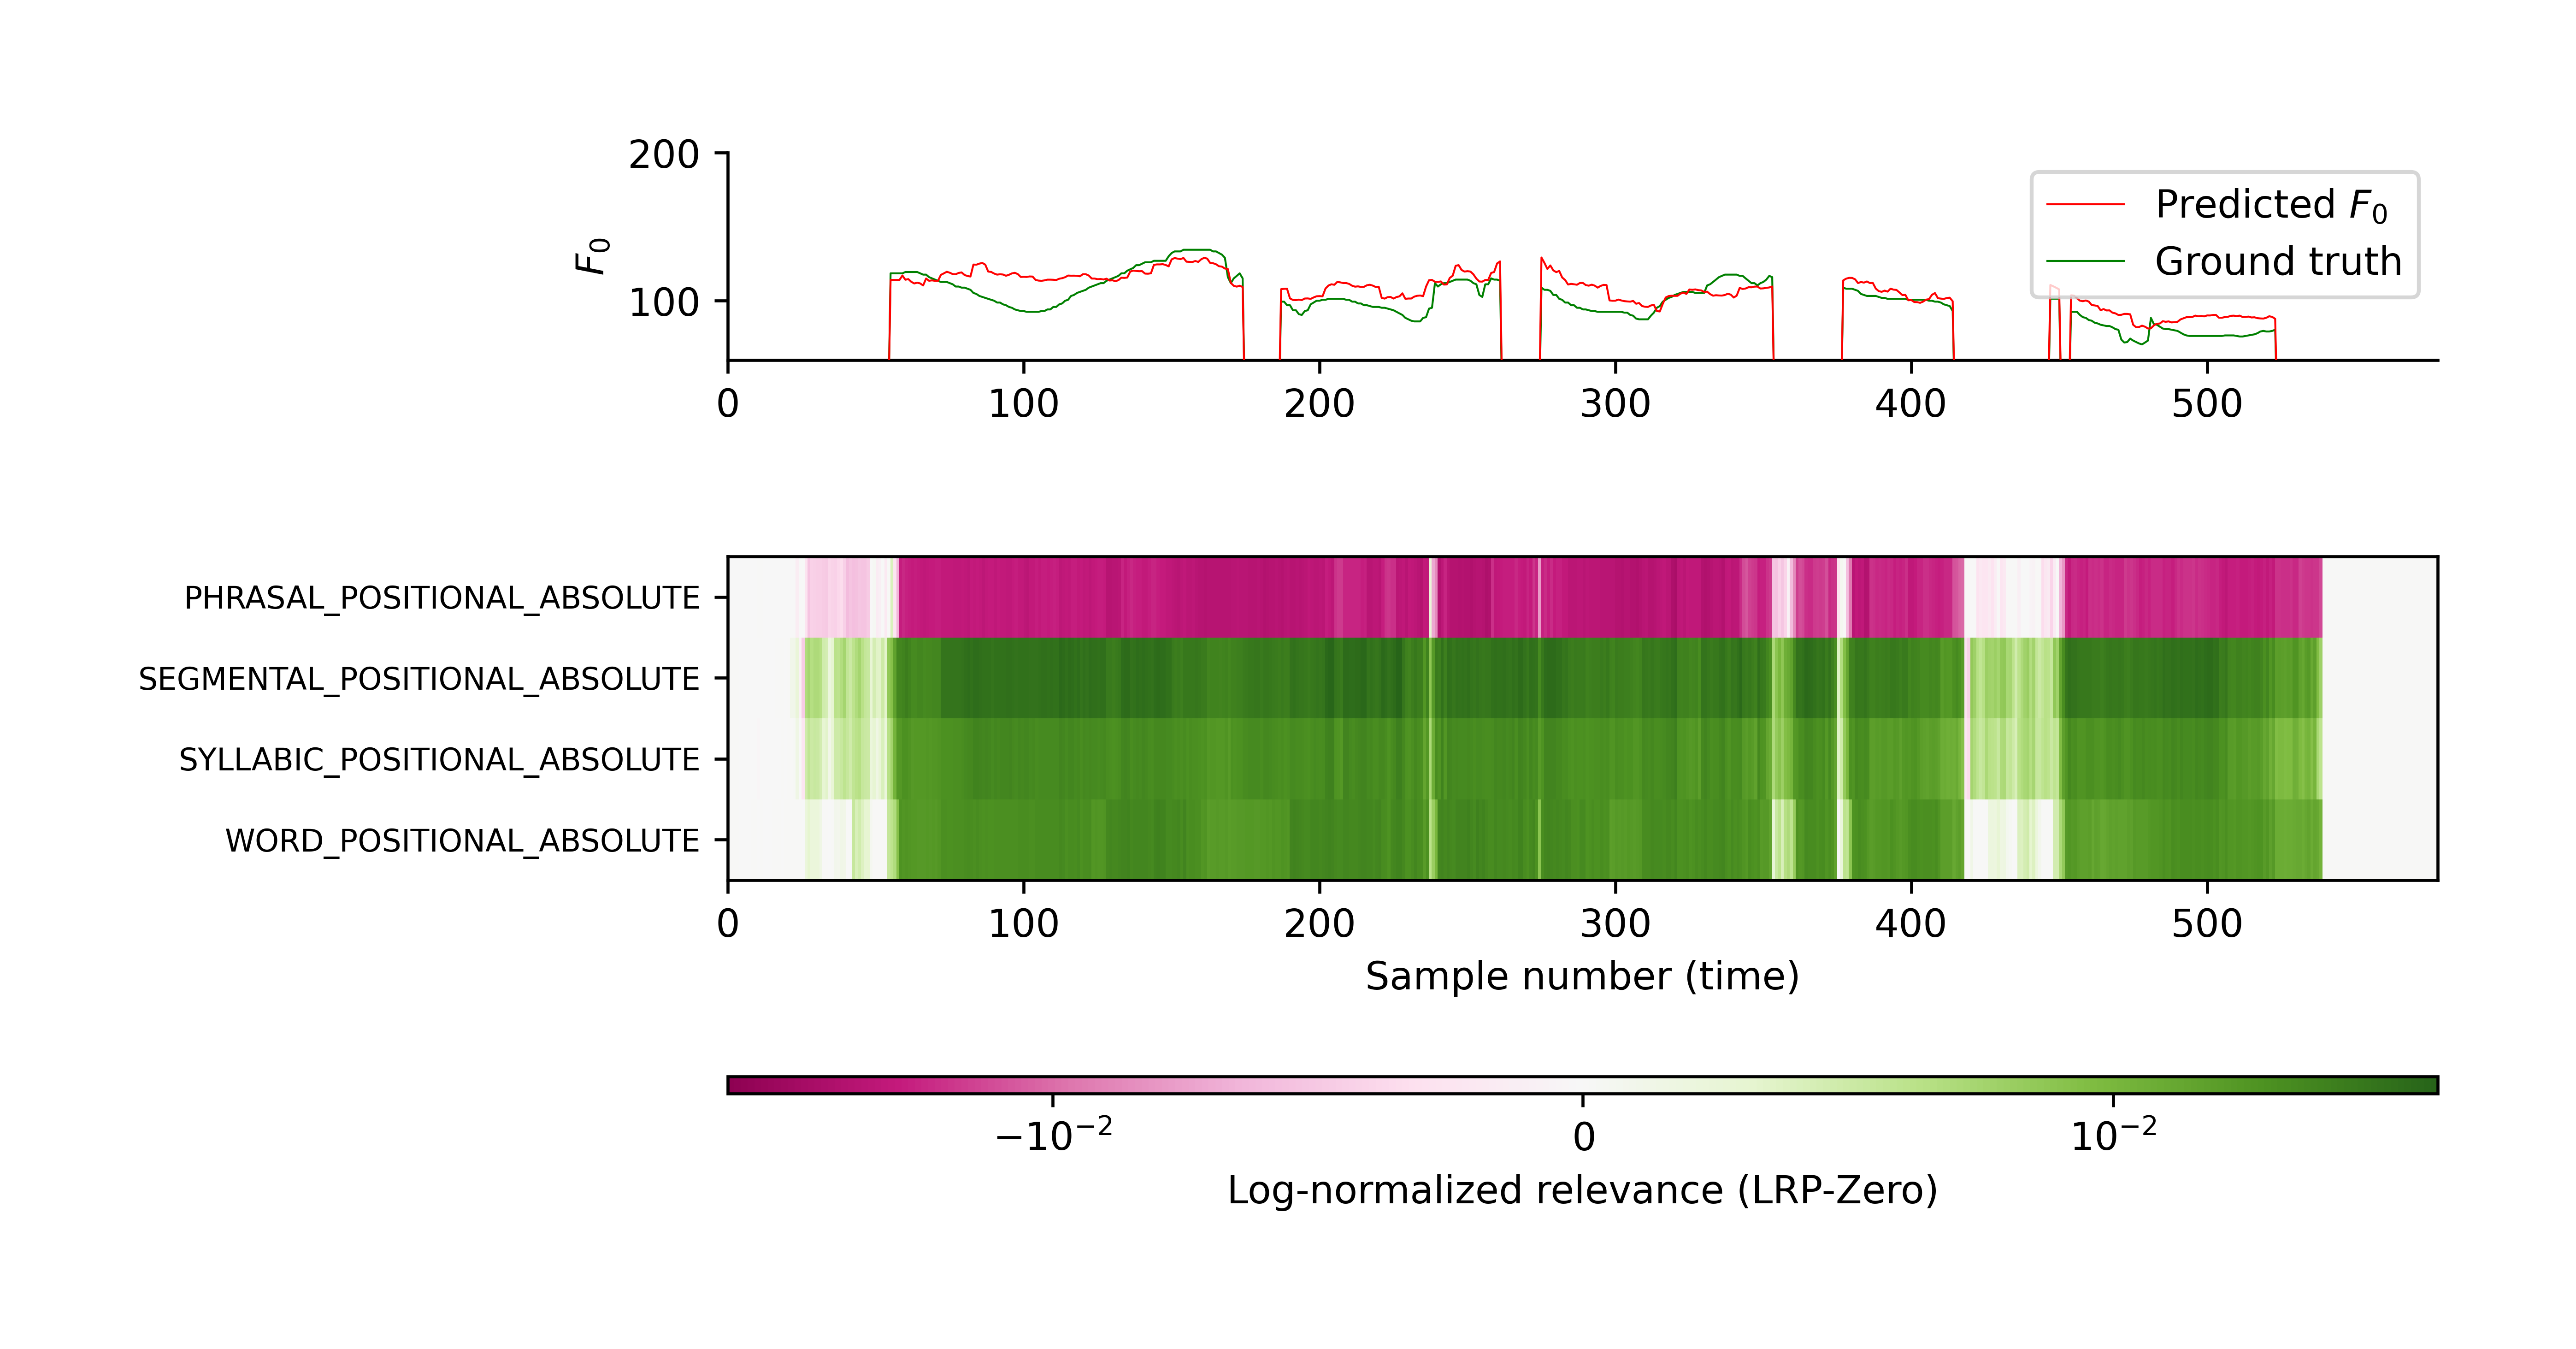 200
100
F₀
Predicted F₀
Ground truth
0 100 200 300 400 500
PHRASAL_POSITIONAL_ABSOLUTE
SEGMENTAL_POSITIONAL_ABSOLUTE
SYLLABIC_POSITIONAL_ABSOLUTE
WORD_POSITIONAL_ABSOLUTE
0 100 200 300 400 500
Sample number (time)
−10⁻² 0 10⁻²
Log-normalized relevance (LRP-Zero)